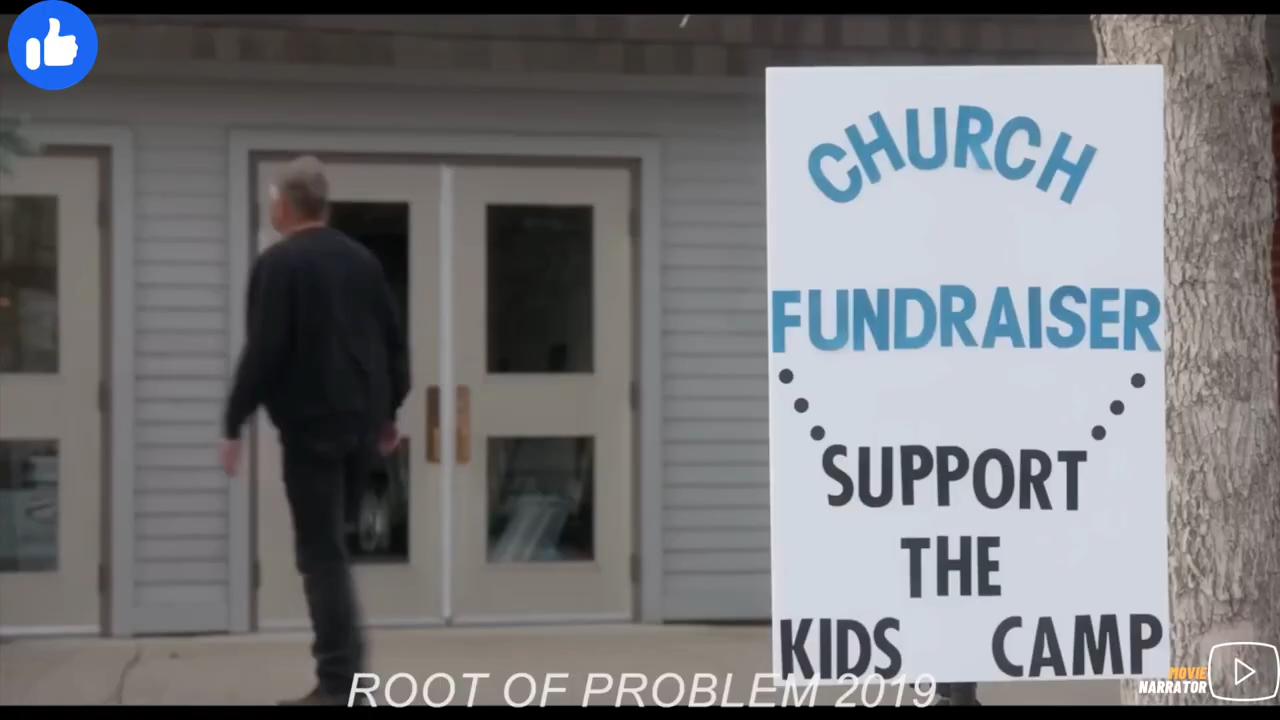 CHURCH
FUNDRAISER
SUPPORT
THE
KIDS CAMP
ROOT OF PROBLEM 2019
MOVIE
NARRATOR